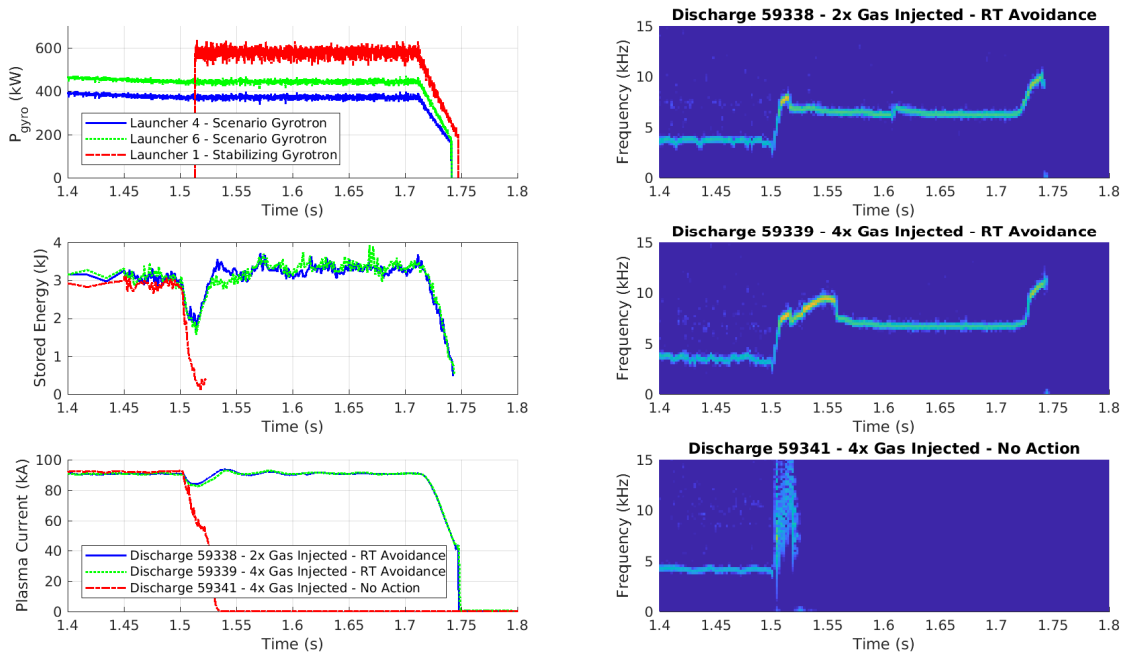 600
400
200
0
P_gyro (kW)
Launcher 4 - Scenario Gyrotron
Launcher 6 - Scenario Gyrotron
Launcher 1 - Stabilizing Gyrotron
1.4 1.45 1.5 1.55 1.6 1.65 1.7 1.75 1.8
Time (s)
Discharge 59338 - 2x Gas Injected - RT Avoidance
15
10
5
0
Frequency (kHz)
1.4 1.45 1.5 1.55 1.6 1.65 1.7 1.75 1.8
Time (s)
4
3
2
1
0
Stored Energy (kJ)
1.4 1.45 1.5 1.55 1.6 1.65 1.7 1.75 1.8
Time (s)
Discharge 59339 - 4x Gas Injected - RT Avoidance
15
10
5
0
Frequency (kHz)
1.4 1.45 1.5 1.55 1.6 1.65 1.7 1.75 1.8
Time (s)
100
80
60
40
20
0
Plasma Current (kA)
Discharge 59338 - 2x Gas Injected - RT Avoidance
Discharge 59339 - 4x Gas Injected - RT Avoidance
Discharge 59341 - 4x Gas Injected - No Action
1.4 1.45 1.5 1.55 1.6 1.65 1.7 1.75 1.8
Time (s)
Discharge 59341 - 4x Gas Injected - No Action
15
10
5
0
Frequency (kHz)
1.4 1.45 1.5 1.55 1.6 1.65 1.7 1.75 1.8
Time (s)